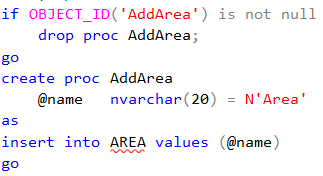 if OBJECT_ID('AddArea') is not null
    drop proc AddArea;
go
create proc AddArea
    @name   nvarchar(20) = N'Area'
as
insert into AREA values (@name)
go